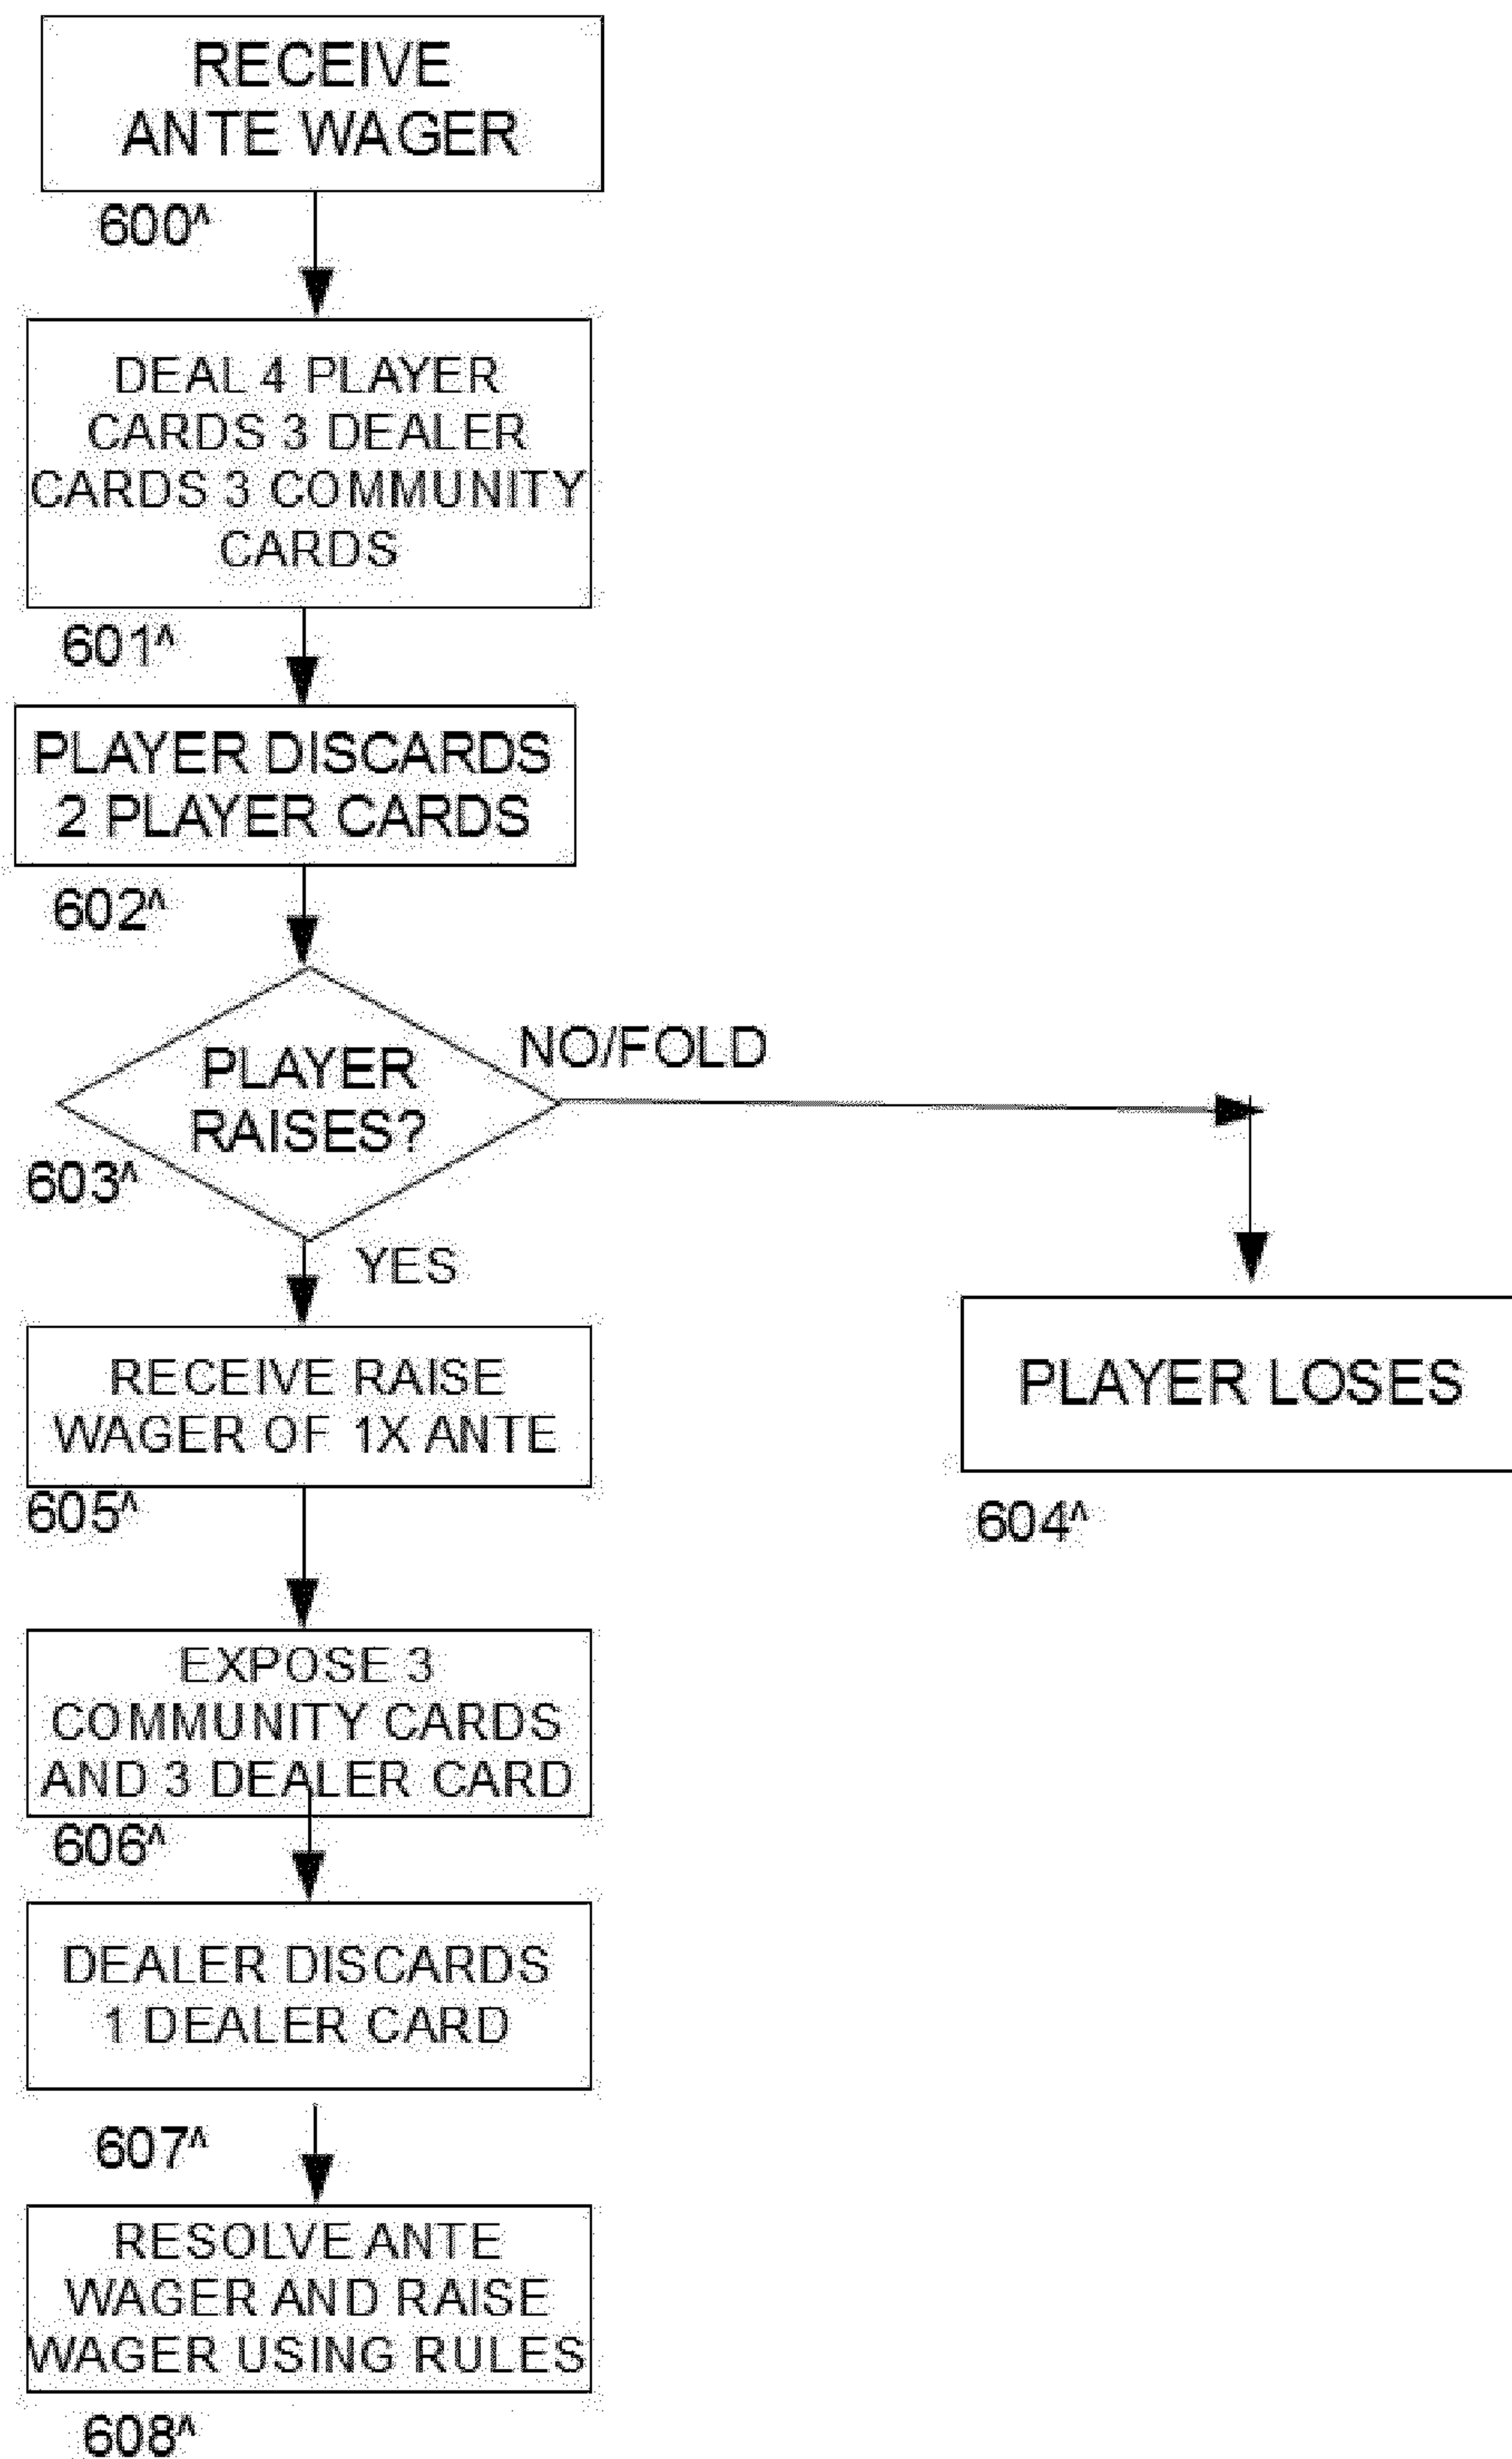 RECEIVE
ANTE WAGER
600^
DEAL 4 PLAYER
CARDS 3 DEALER
CARDS 3 COMMUNITY
CARDS
601^
PLAYER DISCARDS
2 PLAYER CARDS
602^
PLAYER
RAISES?
NO/FOLD
603^
YES
RECEIVE RAISE
WAGER OF 1X ANTE
605^
PLAYER LOSES
604^
EXPOSE 3
COMMUNITY CARDS
AND 3 DEALER CARD
606^
DEALER DISCARDS
1 DEALER CARD
607^
RESOLVE ANTE
WAGER AND RAISE
WAGER USING RULES
608^